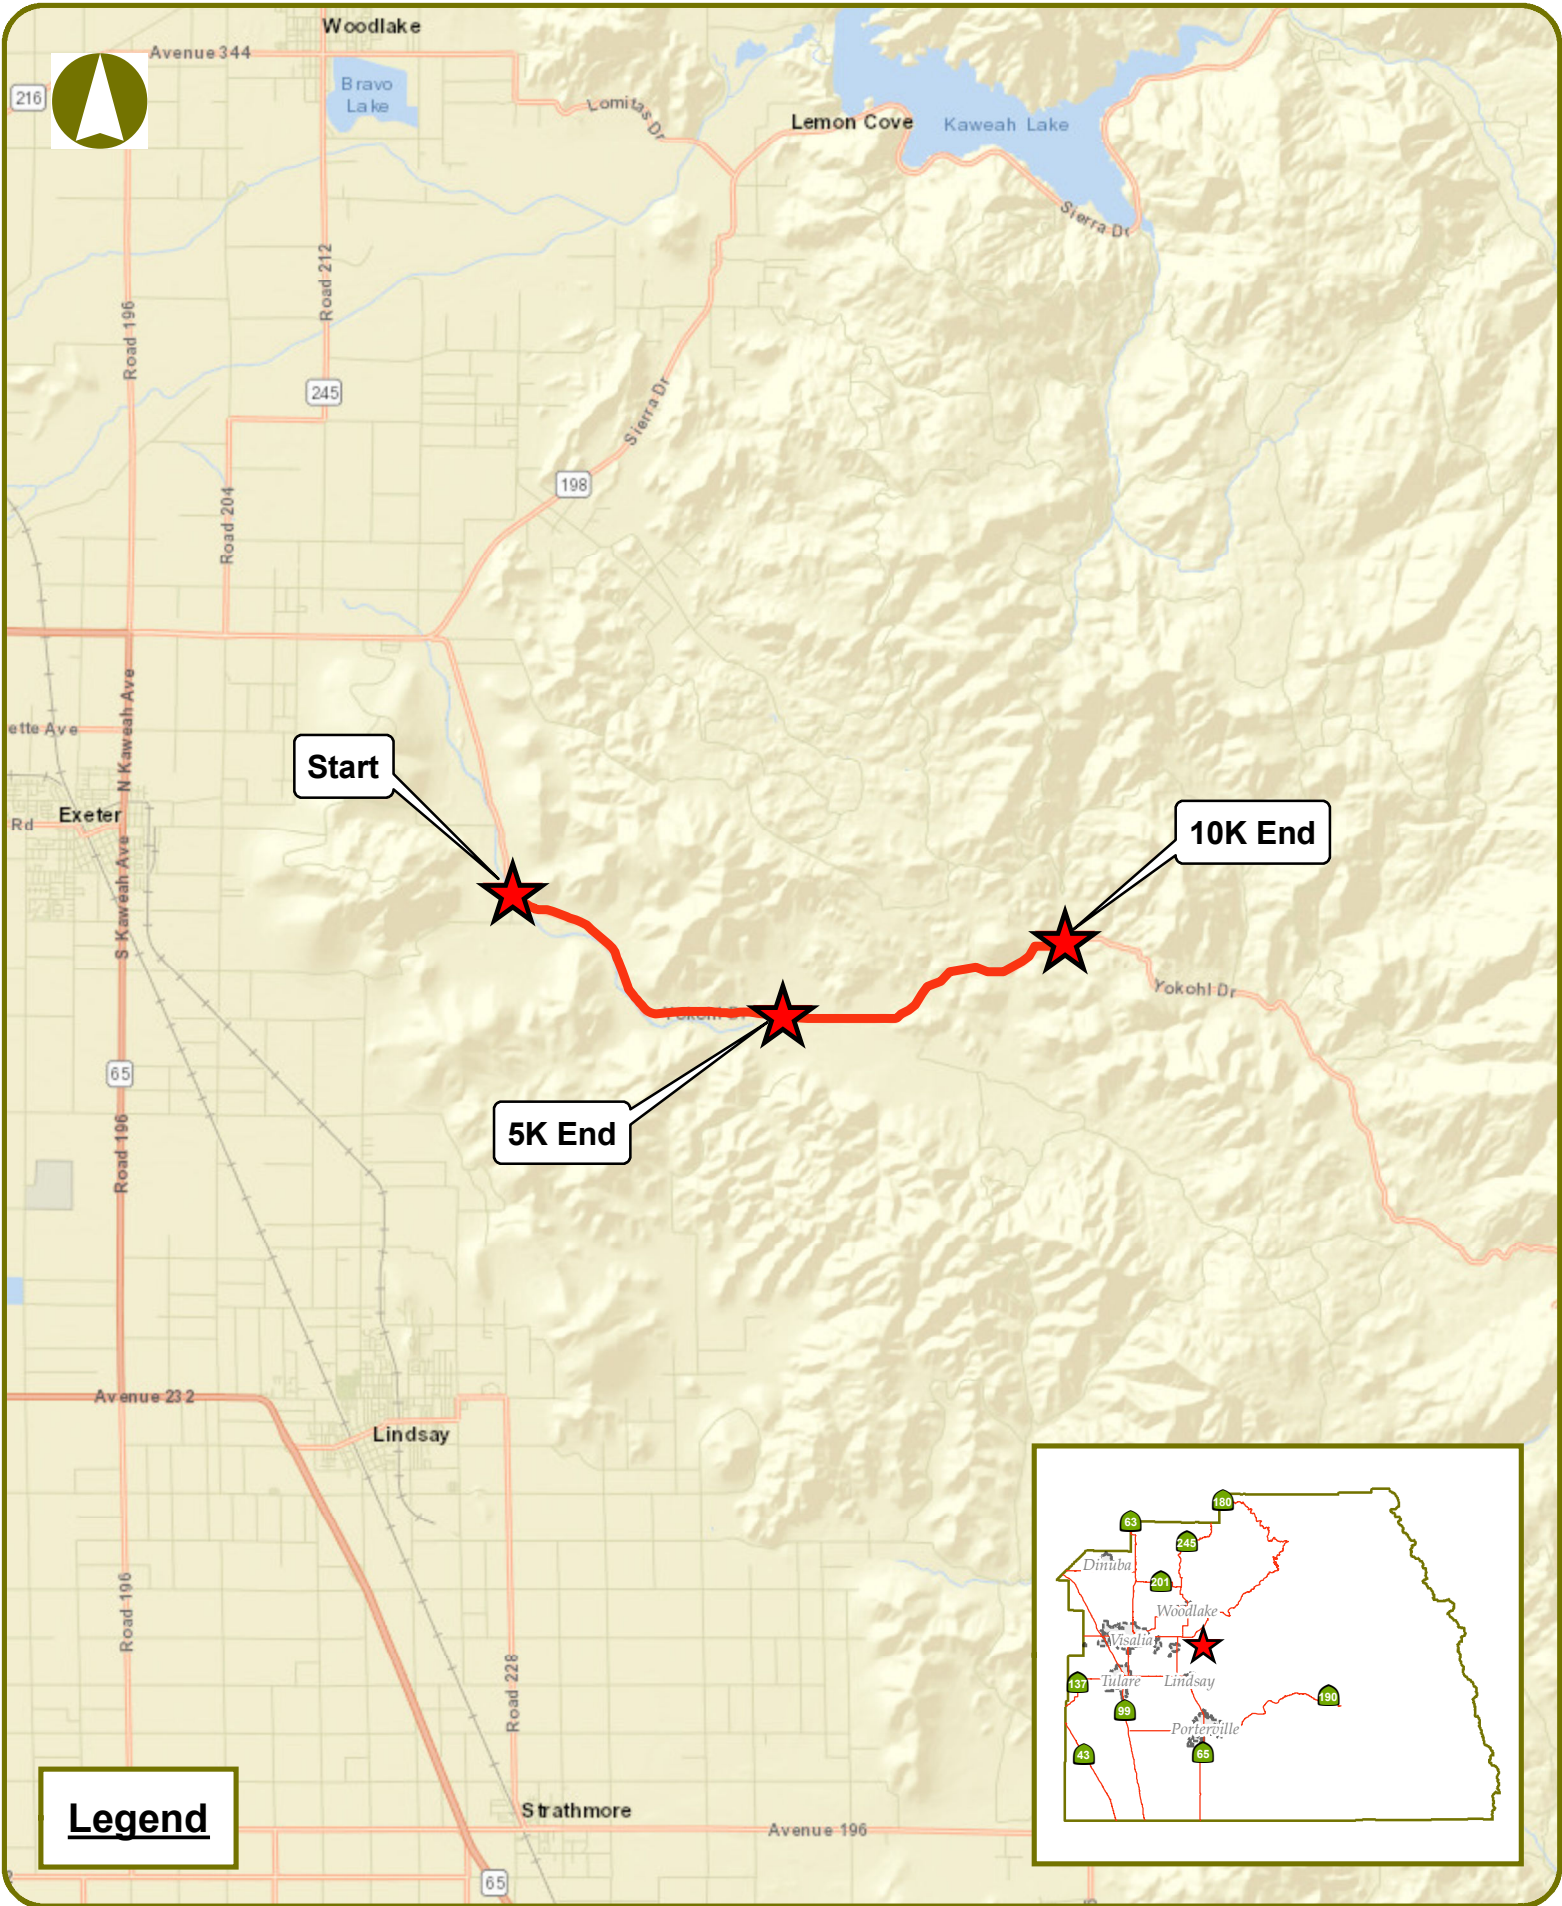 Woodlake
Avenue 344
Bravo
Lake
216
Lomitas Dr
Lemon Cove
Kaweah Lake
Sierra Dr
Road 196
Road 212
245
Sierra Dr
198
Road 204
N Kaweah Ave
ette Ave
Start
Exeter
Rd
10K End
S Kaweah Ave
Yokohl Dr
Yokohl Dr
65
5K End
Road 196
Avenue 232
Lindsay
Road 196
Road 228
Strathmore
Avenue 196
65
Legend
180
63
245
Dinuba
201
Woodlake
Visalia
137
Tulare
Lindsay
190
99
Porterville
43
65